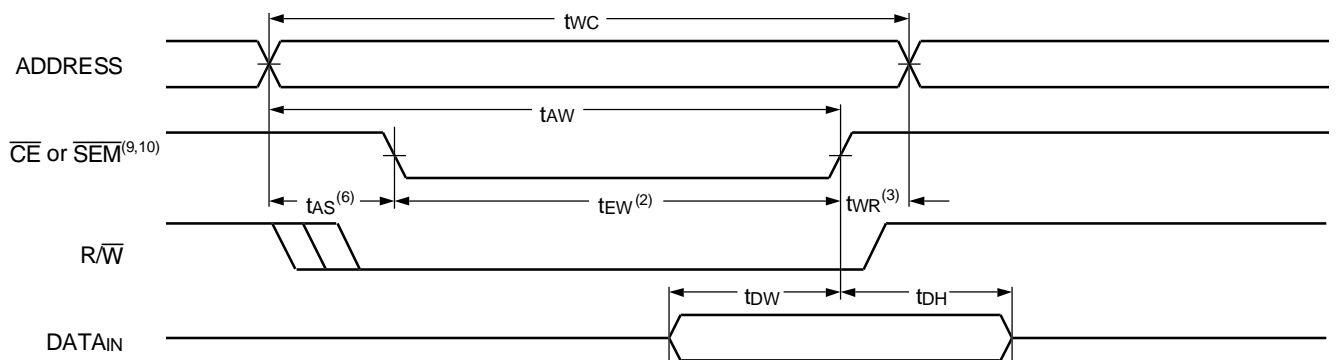 tWC
ADDRESS
tAW
CE or SEM(9,10)
tAS(6)
tEW(2)
tWR(3)
R/W
tDW
tDH
DATAIN